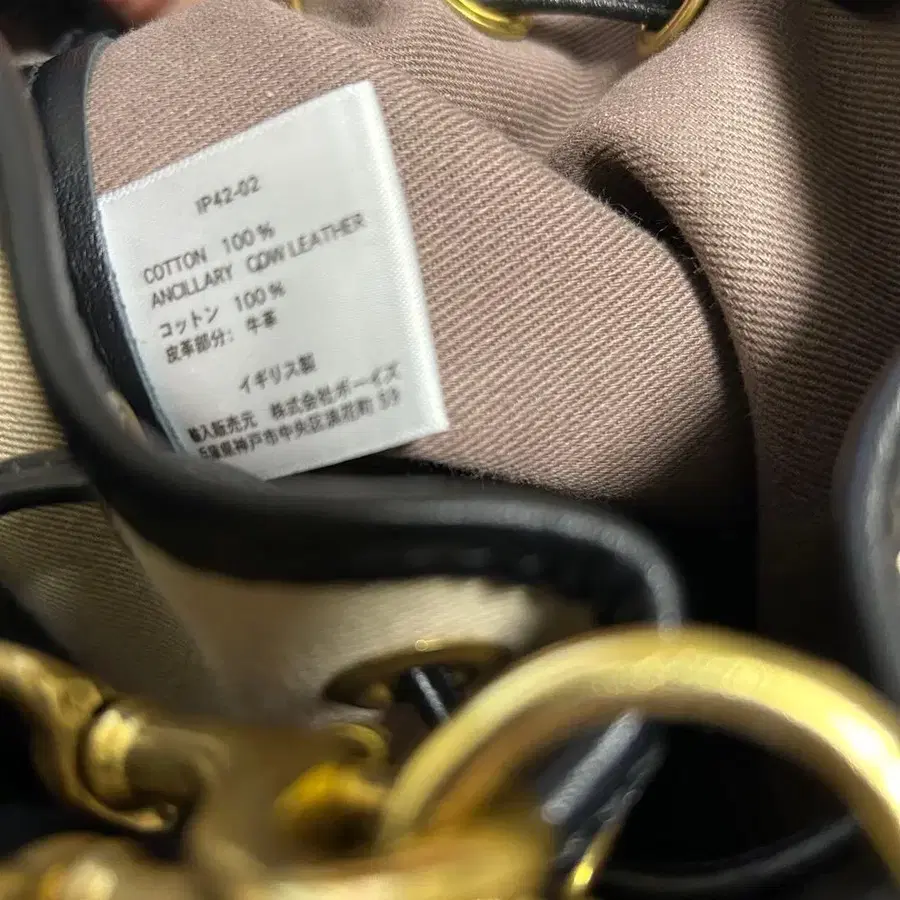 IP42-02
COTTON 100%
ANCILLARY COW LEATHER
コットン 100%
皮革部分: 牛革
イギリス製
輸入販売元 株式会社ボーイズ
兵庫県神戸市中央区浪花町 59